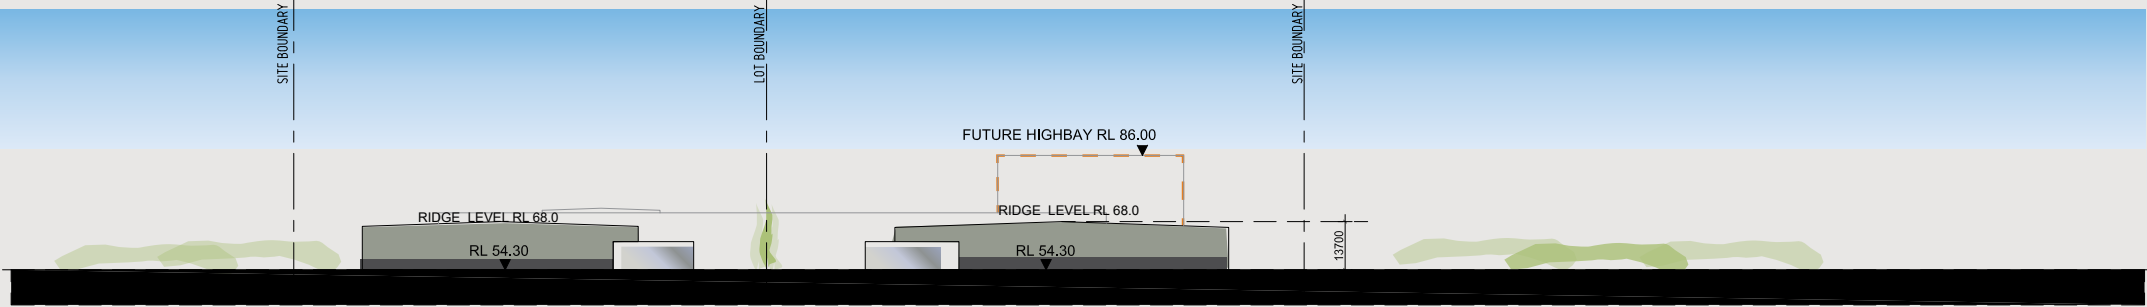 SITE BOUNDARY
LOT BOUNDARY
SITE BOUNDARY
FUTURE HIGHBAY RL 86.00
RIDGE LEVEL RL 68.0
RIDGE LEVEL RL 68.0
RL 54.30
RL 54.30
13700